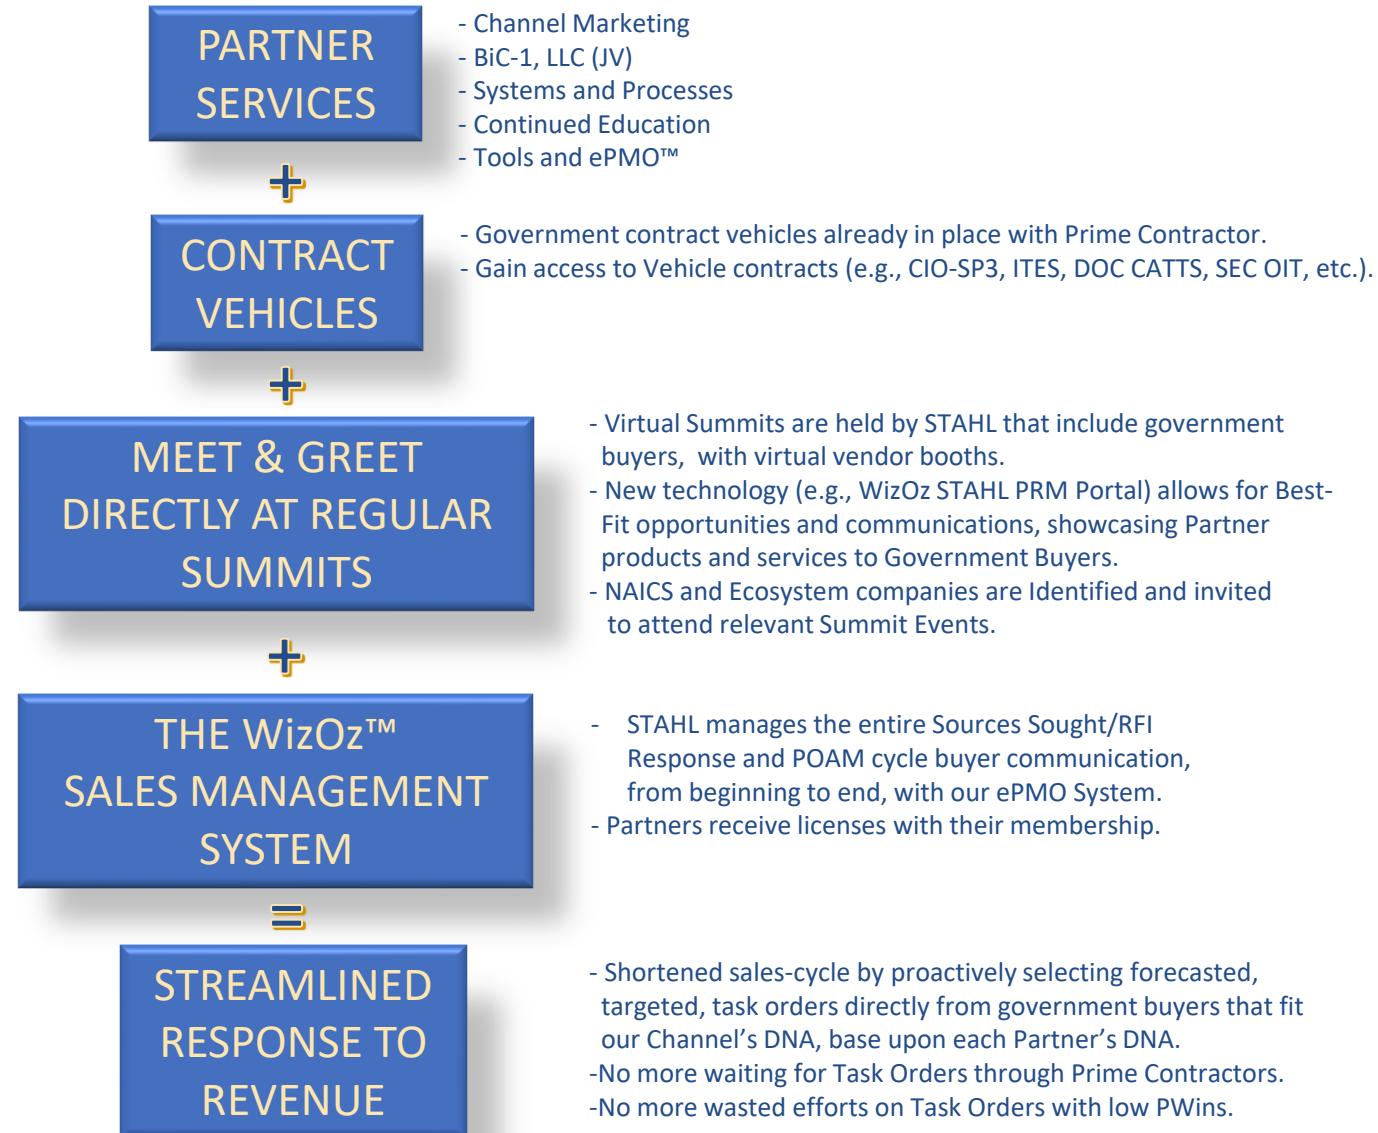 PARTNER
SERVICES
- Channel Marketing
- BiC-1, LLC (JV)
- Systems and Processes
- Continued Education
- Tools and ePMO™
+
CONTRACT
VEHICLES
- Government contract vehicles already in place with Prime Contractor.
- Gain access to Vehicle contracts (e.g., CIO-SP3, ITES, DOC CATTS, SEC OIT, etc.).
+
MEET & GREET
DIRECTLY AT REGULAR
SUMMITS
- Virtual Summits are held by STAHL that include government
buyers, with virtual vendor booths.
- New technology (e.g., WizOz STAHL PRM Portal) allows for Best-
Fit opportunities and communications, showcasing Partner
products and services to Government Buyers.
- NAICS and Ecosystem companies are Identified and invited
to attend relevant Summit Events.
+
THE WizOz™
SALES MANAGEMENT
SYSTEM
- STAHL manages the entire Sources Sought/RFI
Response and POAM cycle buyer communication,
from beginning to end, with our ePMO System.
- Partners receive licenses with their membership.
=
STREAMLINED
RESPONSE TO
REVENUE
- Shortened sales-cycle by proactively selecting forecasted,
targeted, task orders directly from government buyers that fit
our Channel’s DNA, base upon each Partner’s DNA.
-No more waiting for Task Orders through Prime Contractors.
-No more wasted efforts on Task Orders with low PWins.